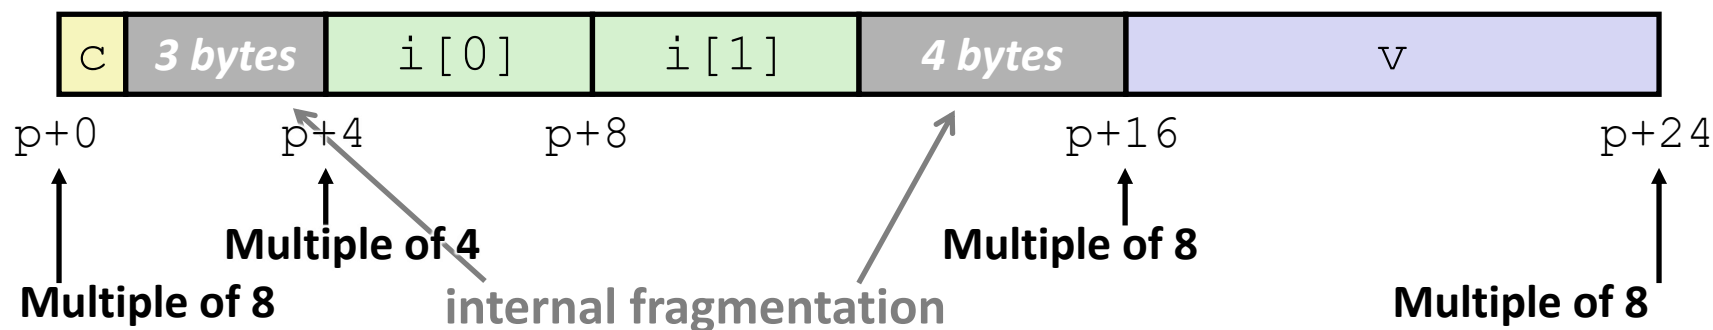 c 3 bytes i[0] i[1] 4 bytes v
p+0 p+4 p+8 p+16 p+24
Multiple of 4 Multiple of 8
Multiple of 8 internal fragmentation Multiple of 8